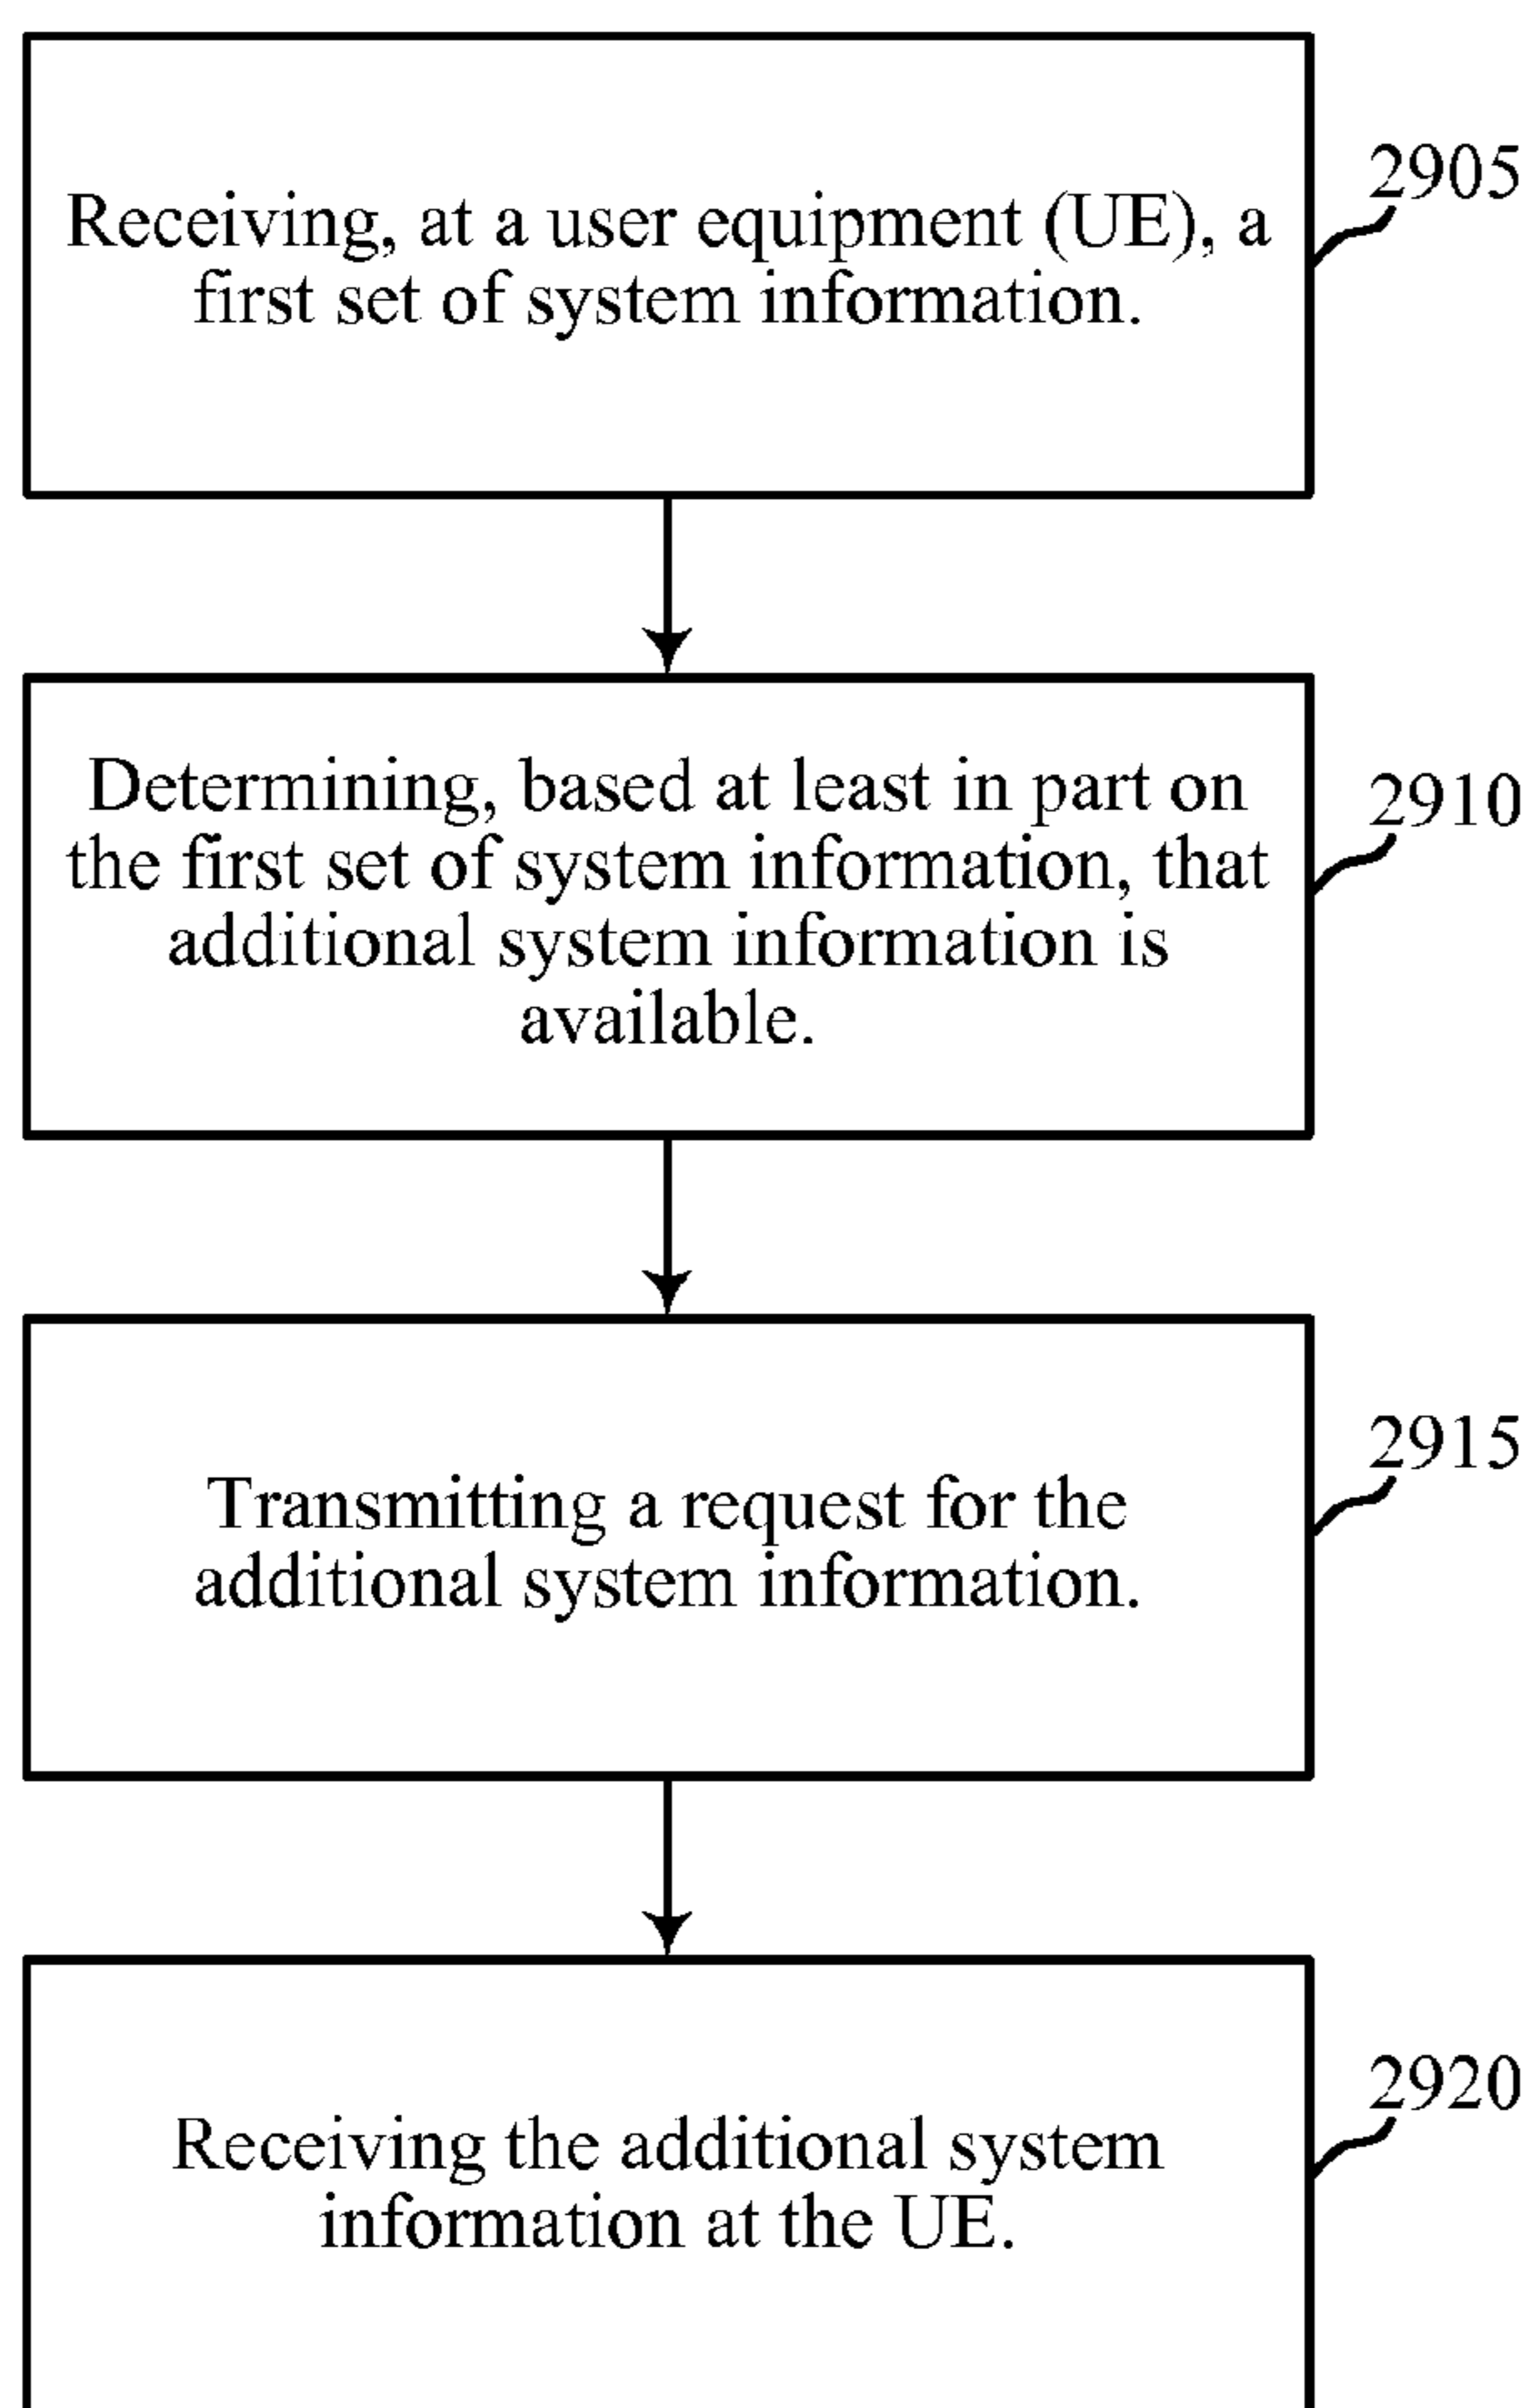 2905
Receiving, at a user equipment (UE), a
first set of system information.
2910
Determining, based at least in part on
the first set of system information, that
additional system information is
available.
2915
Transmitting a request for the
additional system information.
2920
Receiving the additional system
information at the UE.